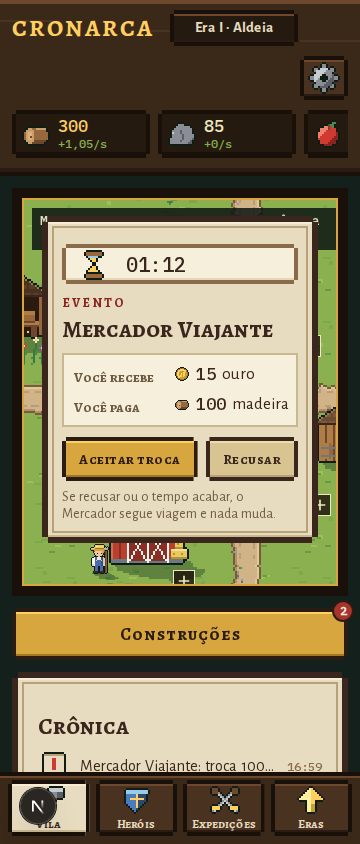 CRONARCA
Era I · Aldeia
300
+1,05/s
85
+0/s
01:12
EVENTO
Mercador Viajante
Você recebe
15 ouro
Você paga
100 madeira
Aceitar troca
Recusar
Se recusar ou o tempo acabar, o
Mercador segue viagem e nada muda.
+
+
Construções
2
Crônica
Mercador Viajante: troca 100…
16:59
N
Heróis
Expedições
Eras